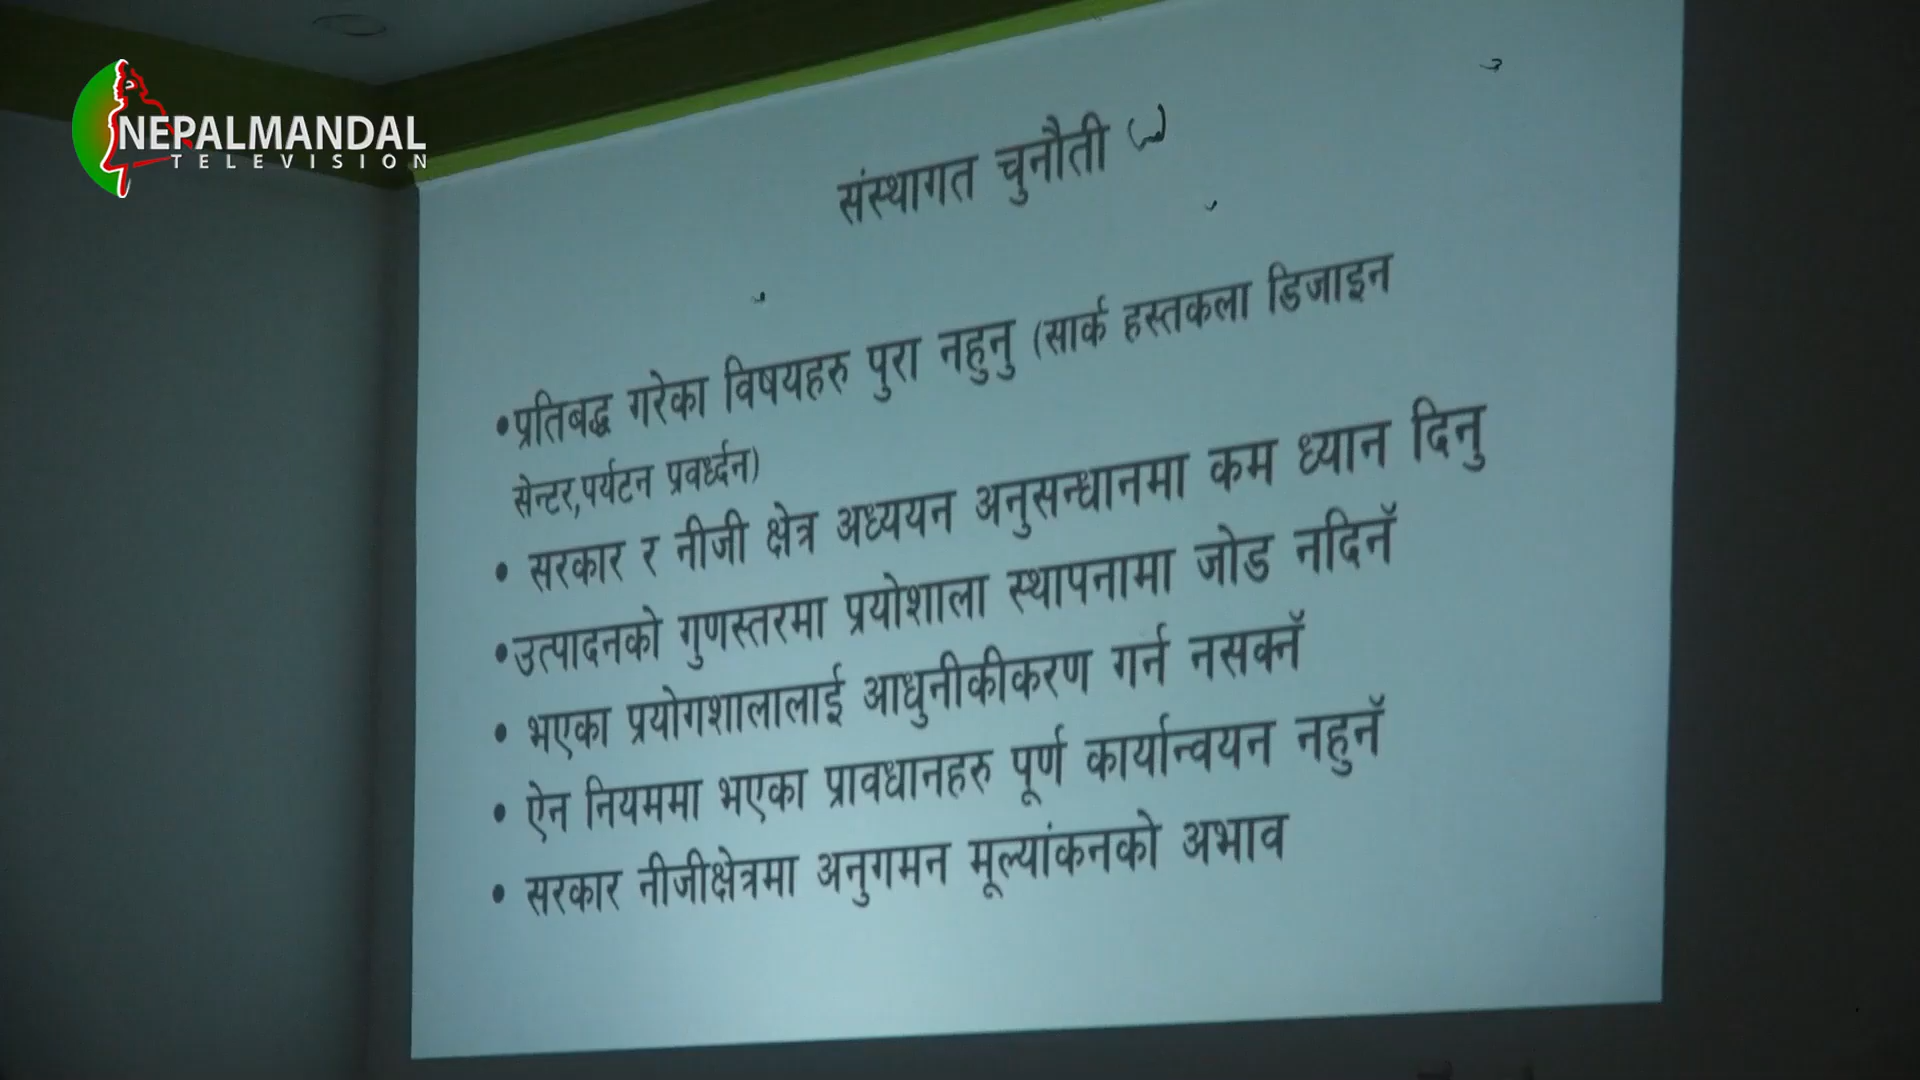 NEPALMANDAL
TELEVISION
संस्थागत चुनौती
•प्रतिबद्ध गरेका विषयहरु पुरा नहुनु (सार्क हस्तकला डिजाइन
सेन्टर,पर्यटन प्रवर्ध्दन)
• सरकार र नीजी क्षेत्र अध्ययन अनुसन्धानमा कम ध्यान दिनु
•उत्पादनको गुणस्तरमा प्रयोशाला स्थापनामा जोड नदिनॅ
• भएका प्रयोगशालालाई आधुनीकीकरण गर्न नसक्नॅ
• ऐन नियममा भएका प्रावधानहरु पूर्ण कार्यान्वयन नहुनॅ
• सरकार नीजीक्षेत्रमा अनुगमन मूल्यांकनको अभाव